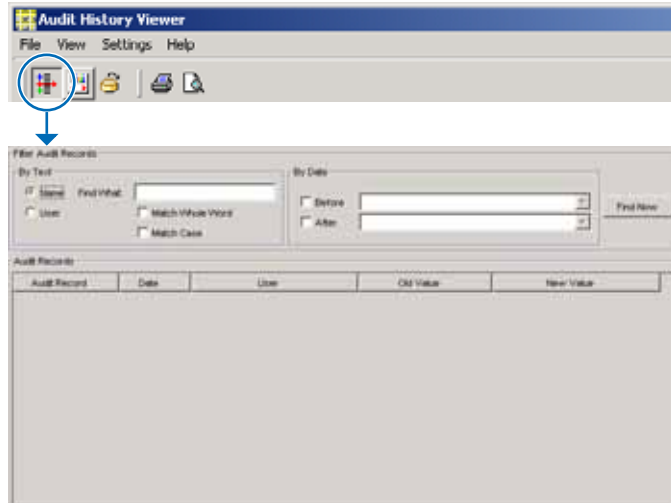 Audit History Viewer
File View Settings Help
Filter Audit Records
By Text
Name Find What:
User
Match Whole Word
Match Case
By Date
Before
After
Find Now
Audit Records
Audit Record Date User Old Value New Value